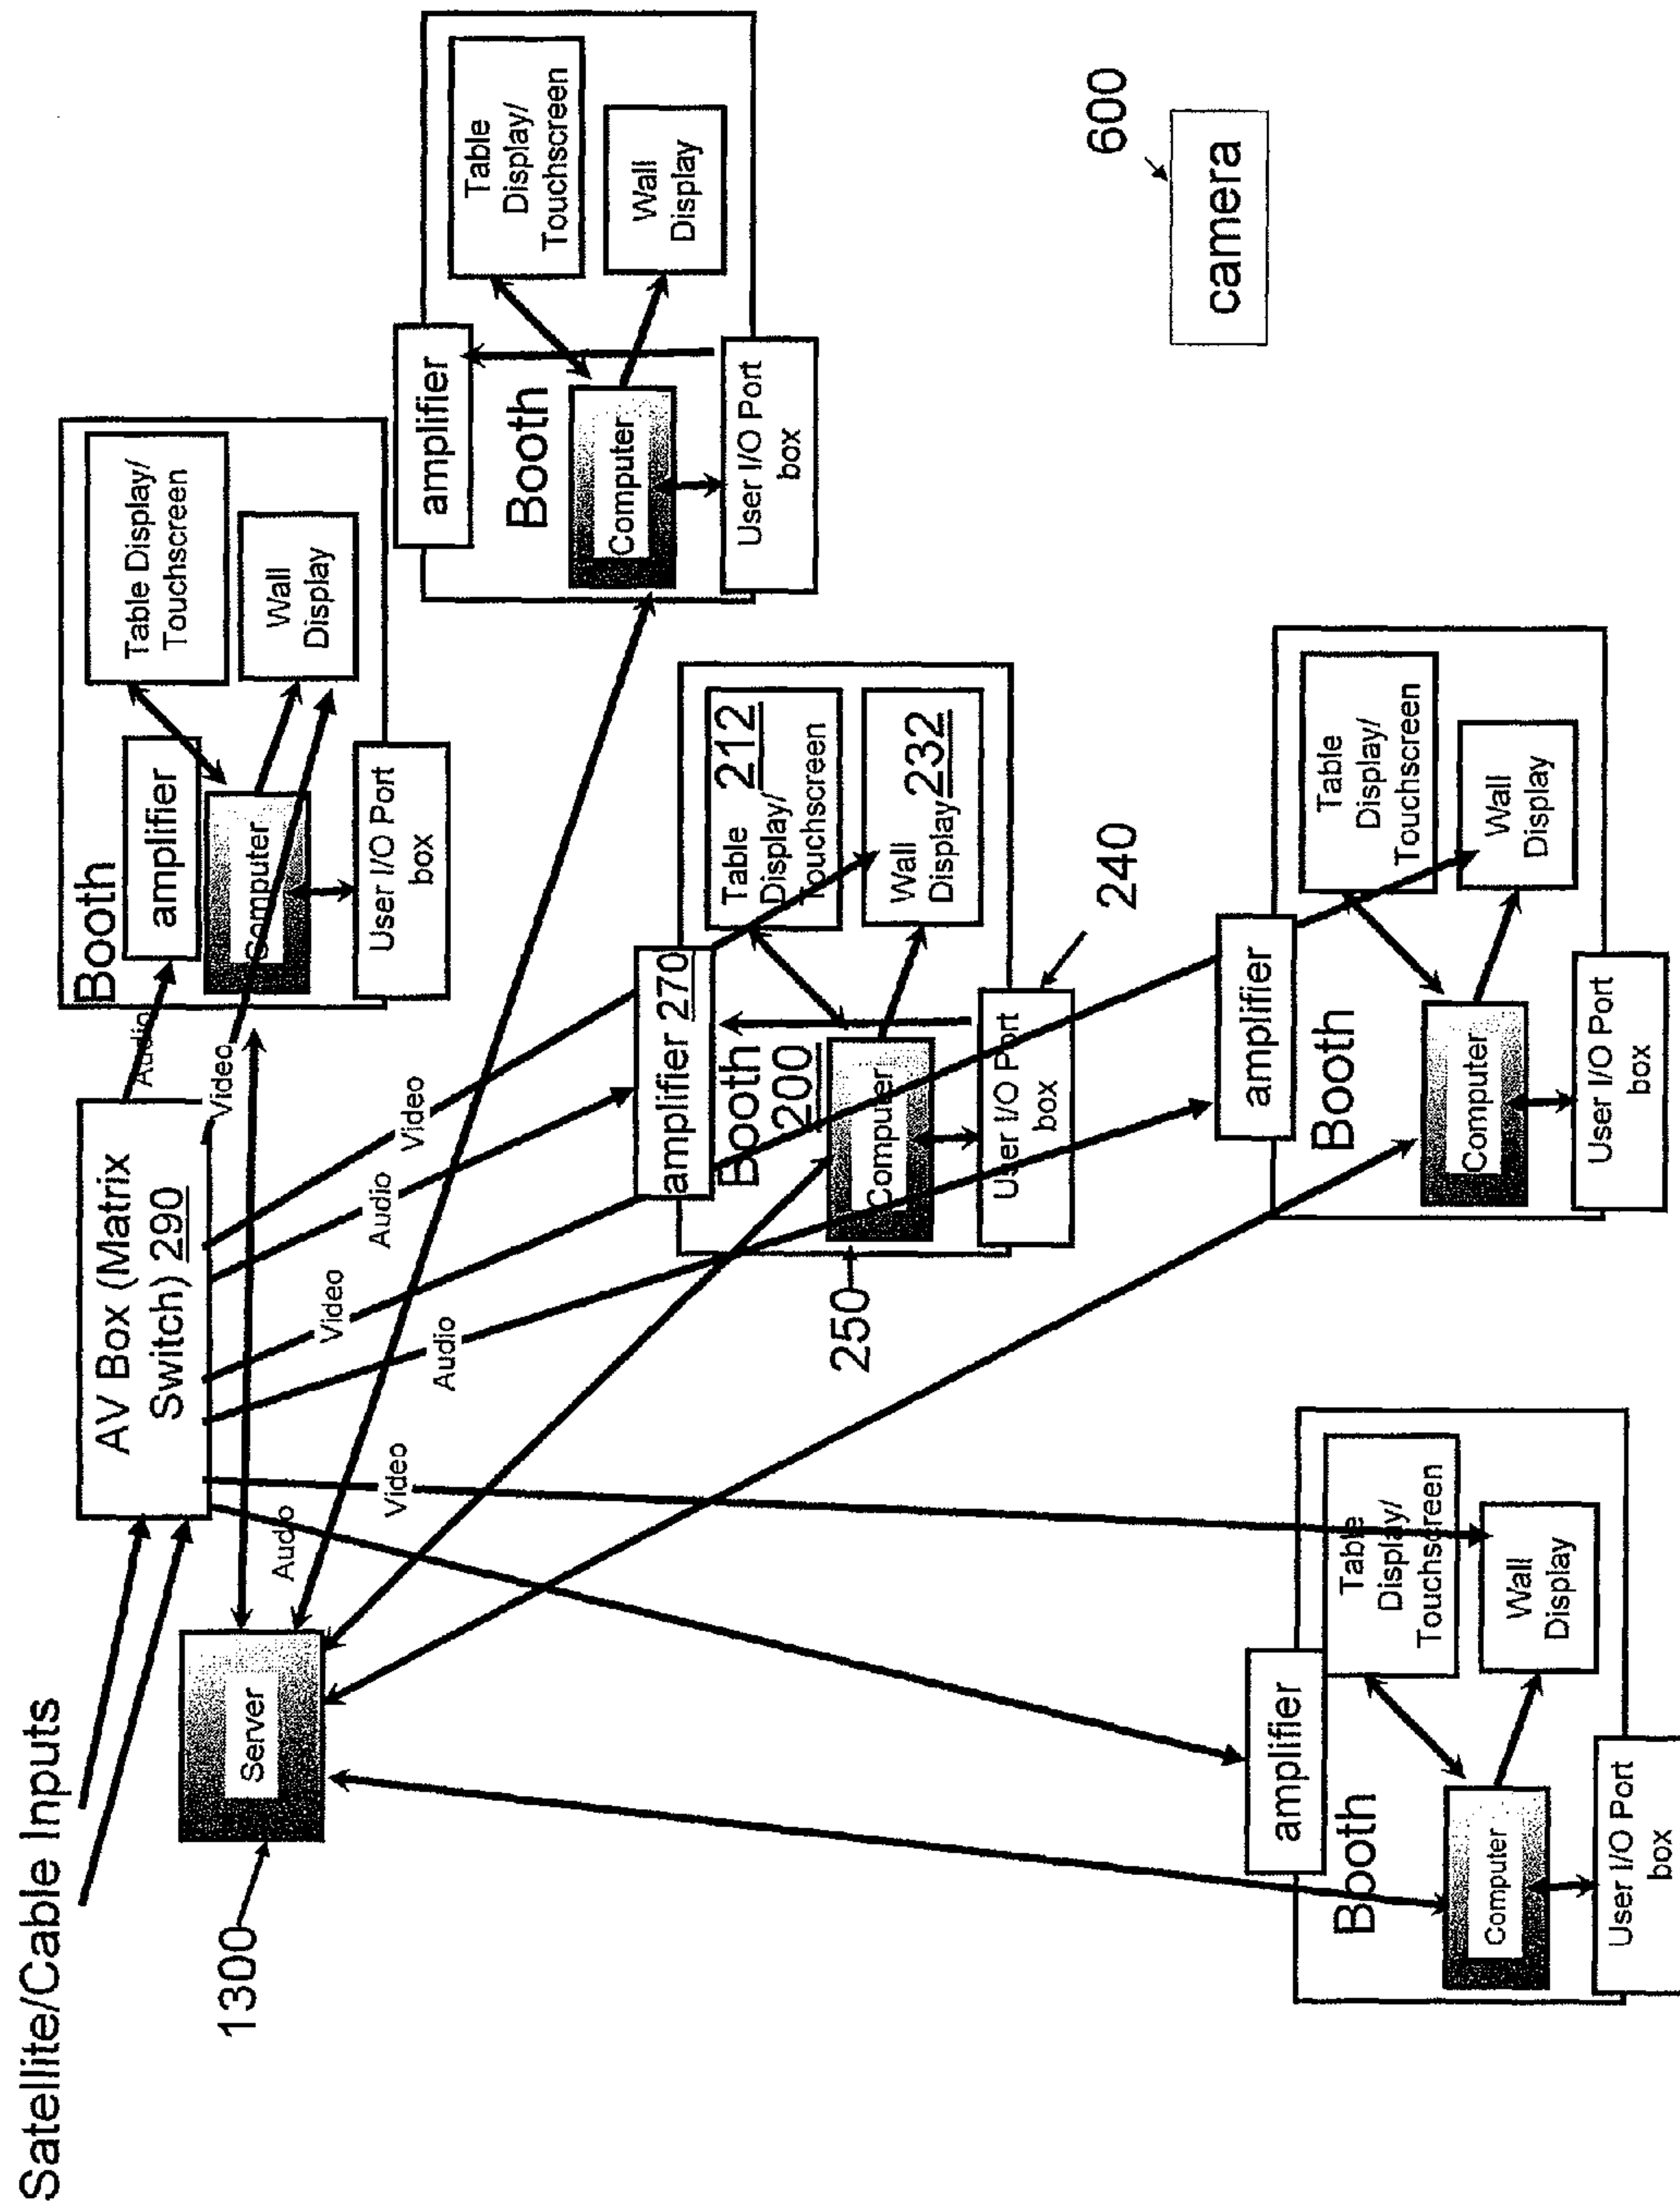 Satellite/Cable Inputs
1300
Server
AV Box (Matrix
Switch) 290
Audio
Video
Audio
Video
Audio
Video
Audio
Video
Booth
amplifier
Computer
Table Display/
Touchscreen
Wall
Display
User I/O Port
box
amplifier
Booth
Computer
Table
Display/
Touchscreen
Wall
Display
User I/O Port
box
amplifier 270
Booth
200
Computer
250
Table 212
Display/
Touchscreen
Wall
Display 232
User I/O Port
box
240
amplifier
Booth
Computer
Table
Display/
Touchscreen
Wall
Display
User I/O Port
box
amplifier
Booth
Computer
Table
Display/
Touchscreen
Wall
Display
User I/O Port
box
600
camera